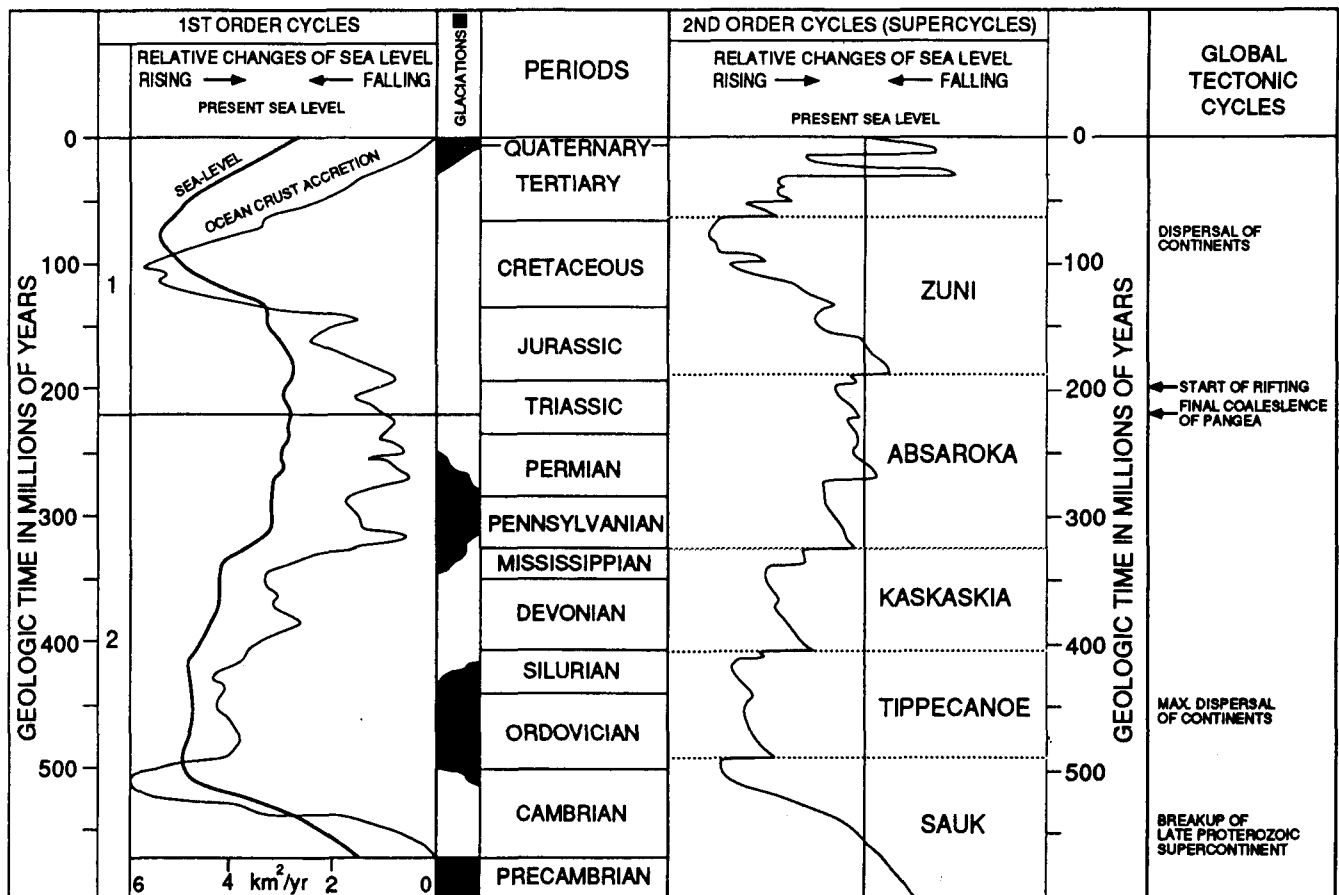 1ST ORDER CYCLES
RELATIVE CHANGES OF SEA LEVEL
RISING → ← FALLING
PRESENT SEA LEVEL
GLACIATIONS
PERIODS
2ND ORDER CYCLES (SUPERCYCLES)
RELATIVE CHANGES OF SEA LEVEL
RISING → ← FALLING
PRESENT SEA LEVEL
GLOBAL
TECTONIC
CYCLES
GEOLOGIC TIME IN MILLIONS OF YEARS
0
100
200
300
400
500
1
2
SEA-LEVEL
OCEAN CRUST ACCRETION
6 4 km²/yr 2 0
QUATERNARY
TERTIARY
CRETACEOUS
JURASSIC
TRIASSIC
PERMIAN
PENNSYLVANIAN
MISSISSIPPIAN
DEVONIAN
SILURIAN
ORDOVICIAN
CAMBRIAN
PRECAMBRIAN
ZUNI
ABSAROKA
KASKASKIA
TIPPECANOE
SAUK
0
100
200
300
400
500
GEOLOGIC TIME IN MILLIONS OF YEARS
DISPERSAL OF
CONTINENTS
START OF RIFTING
FINAL COALESLENCE
OF PANGEA
MAX. DISPERSAL
OF CONTINENTS
BREAKUP OF
LATE PROTEROZOIC
SUPERCONTINENT